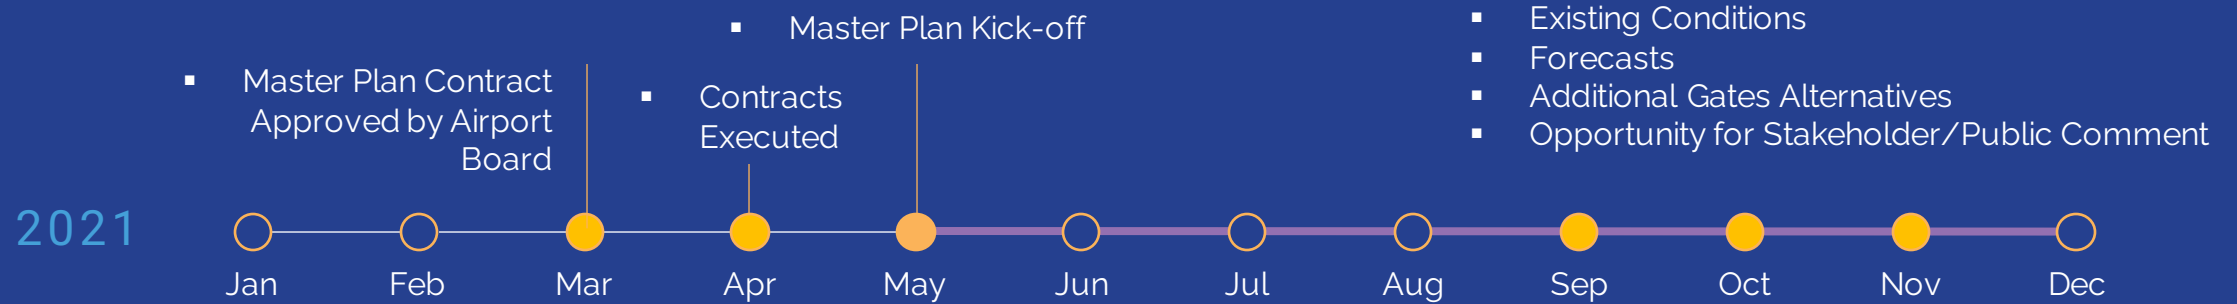 Master Plan Kick-off
Master Plan Contract
Approved by Airport
Board
Contracts
Executed
Existing Conditions
Forecasts
Additional Gates Alternatives
Opportunity for Stakeholder/Public Comment
2021
Jan Feb Mar Apr May Jun Jul Aug Sep Oct Nov Dec